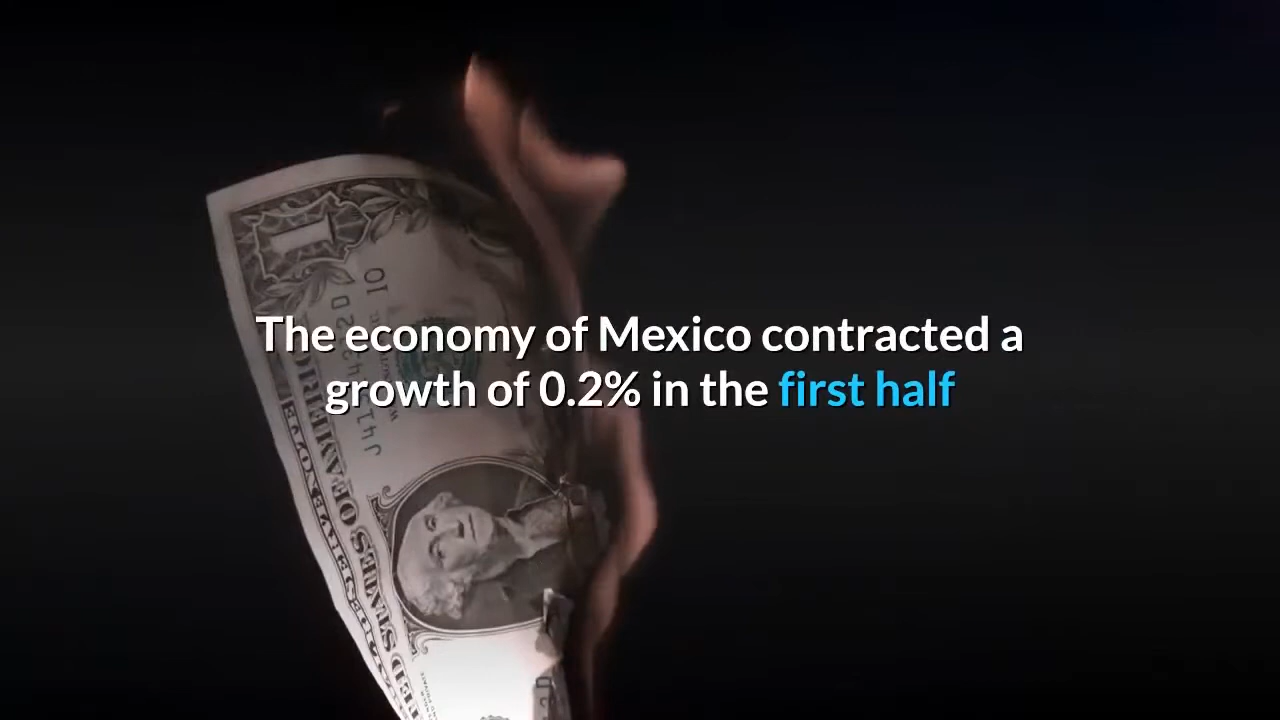 The economy of Mexico contracted a
growth of 0.2% in the first half